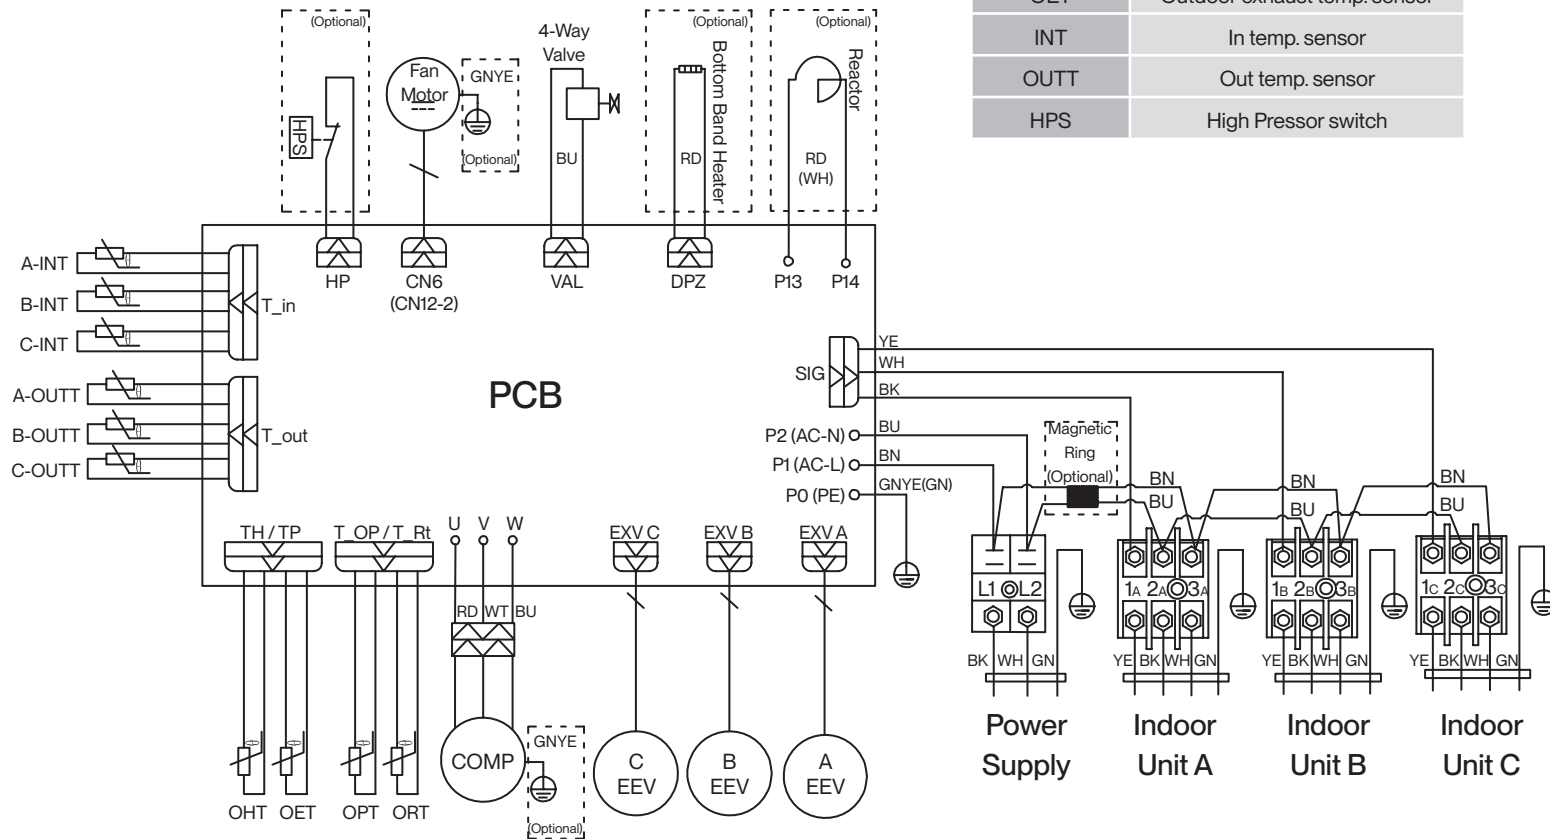 (Optional)
HPS
Fan
Motor
GNYE
(Optional)
4-Way
Valve
BU
(Optional)
Bottom Band Heater
RD
(Optional)
Reactor
RD
(WH)
OET Outdoor exhaust temp. sensor
INT In temp. sensor
OUTT Out temp. sensor
HPS High Pressor switch
HP
CN6
(CN12-2)
VAL
DPZ
P13
P14
A-INT
B-INT
C-INT
T_in
A-OUTT
B-OUTT
C-OUTT
T_out
PCB
SIG
YE
WH
BK
P2 (AC-N)
BU
P1 (AC-L)
BN
P0 (PE)
GNYE(GN)
Magnetic
Ring
(Optional)
BN
BU
BN
BU
BN
BU
TH / TP
T_OP / T_Rt
U
V
W
EXV C
EXV B
EXV A
RD
WT
BU
L1
L2
1A 2A 3A
1B 2B 3B
1C 2C 3C
BK WH GN
YE BK WH GN
YE BK WH GN
YE BK WH GN
Power
Supply
Indoor
Unit A
Indoor
Unit B
Indoor
Unit C
OHT
OET
OPT
ORT
COMP
GNYE
(Optional)
C
EEV
B
EEV
A
EEV